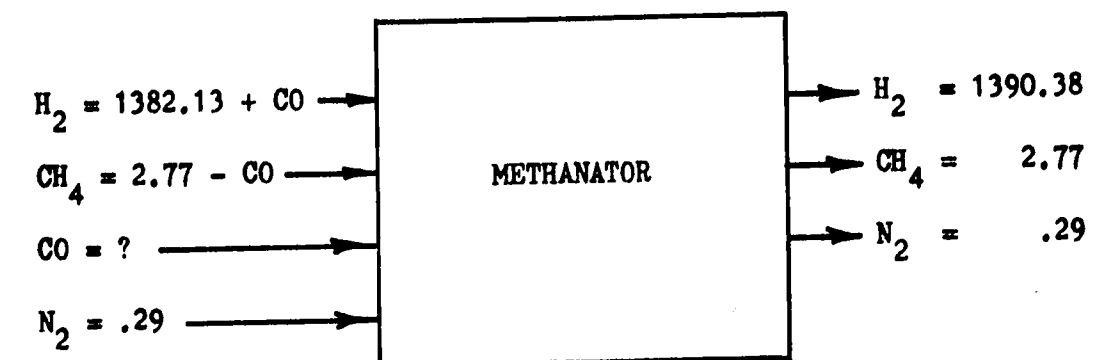 H₂ = 1382.13 + CO
CH₄ = 2.77 - CO
CO = ?
N₂ = .29
METHANATOR
H₂ = 1390.38
CH₄ = 2.77
N₂ = .29